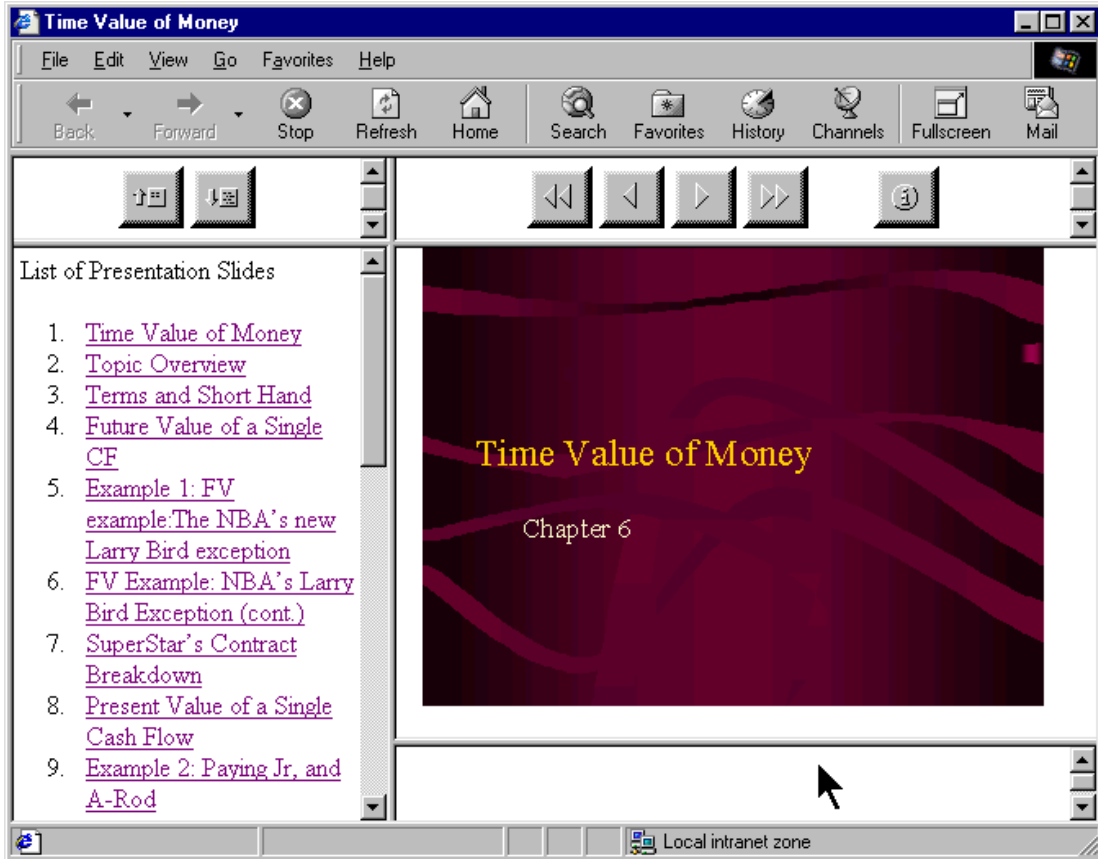 Time Value of Money
File Edit View Go Favorites Help
Back Forward Stop Refresh Home Search Favorites History Channels Fullscreen Mail
List of Presentation Slides
1. Time Value of Money
2. Topic Overview
3. Terms and Short Hand
4. Future Value of a Single
CF
5. Example 1: FV
example:The NBA's new
Larry Bird exception
6. FV Example: NBA's Larry
Bird Exception (cont.)
7. SuperStar's Contract
Breakdown
8. Present Value of a Single
Cash Flow
9. Example 2: Paying Jr, and
A-Rod
Time Value of Money
Chapter 6
Local intranet zone